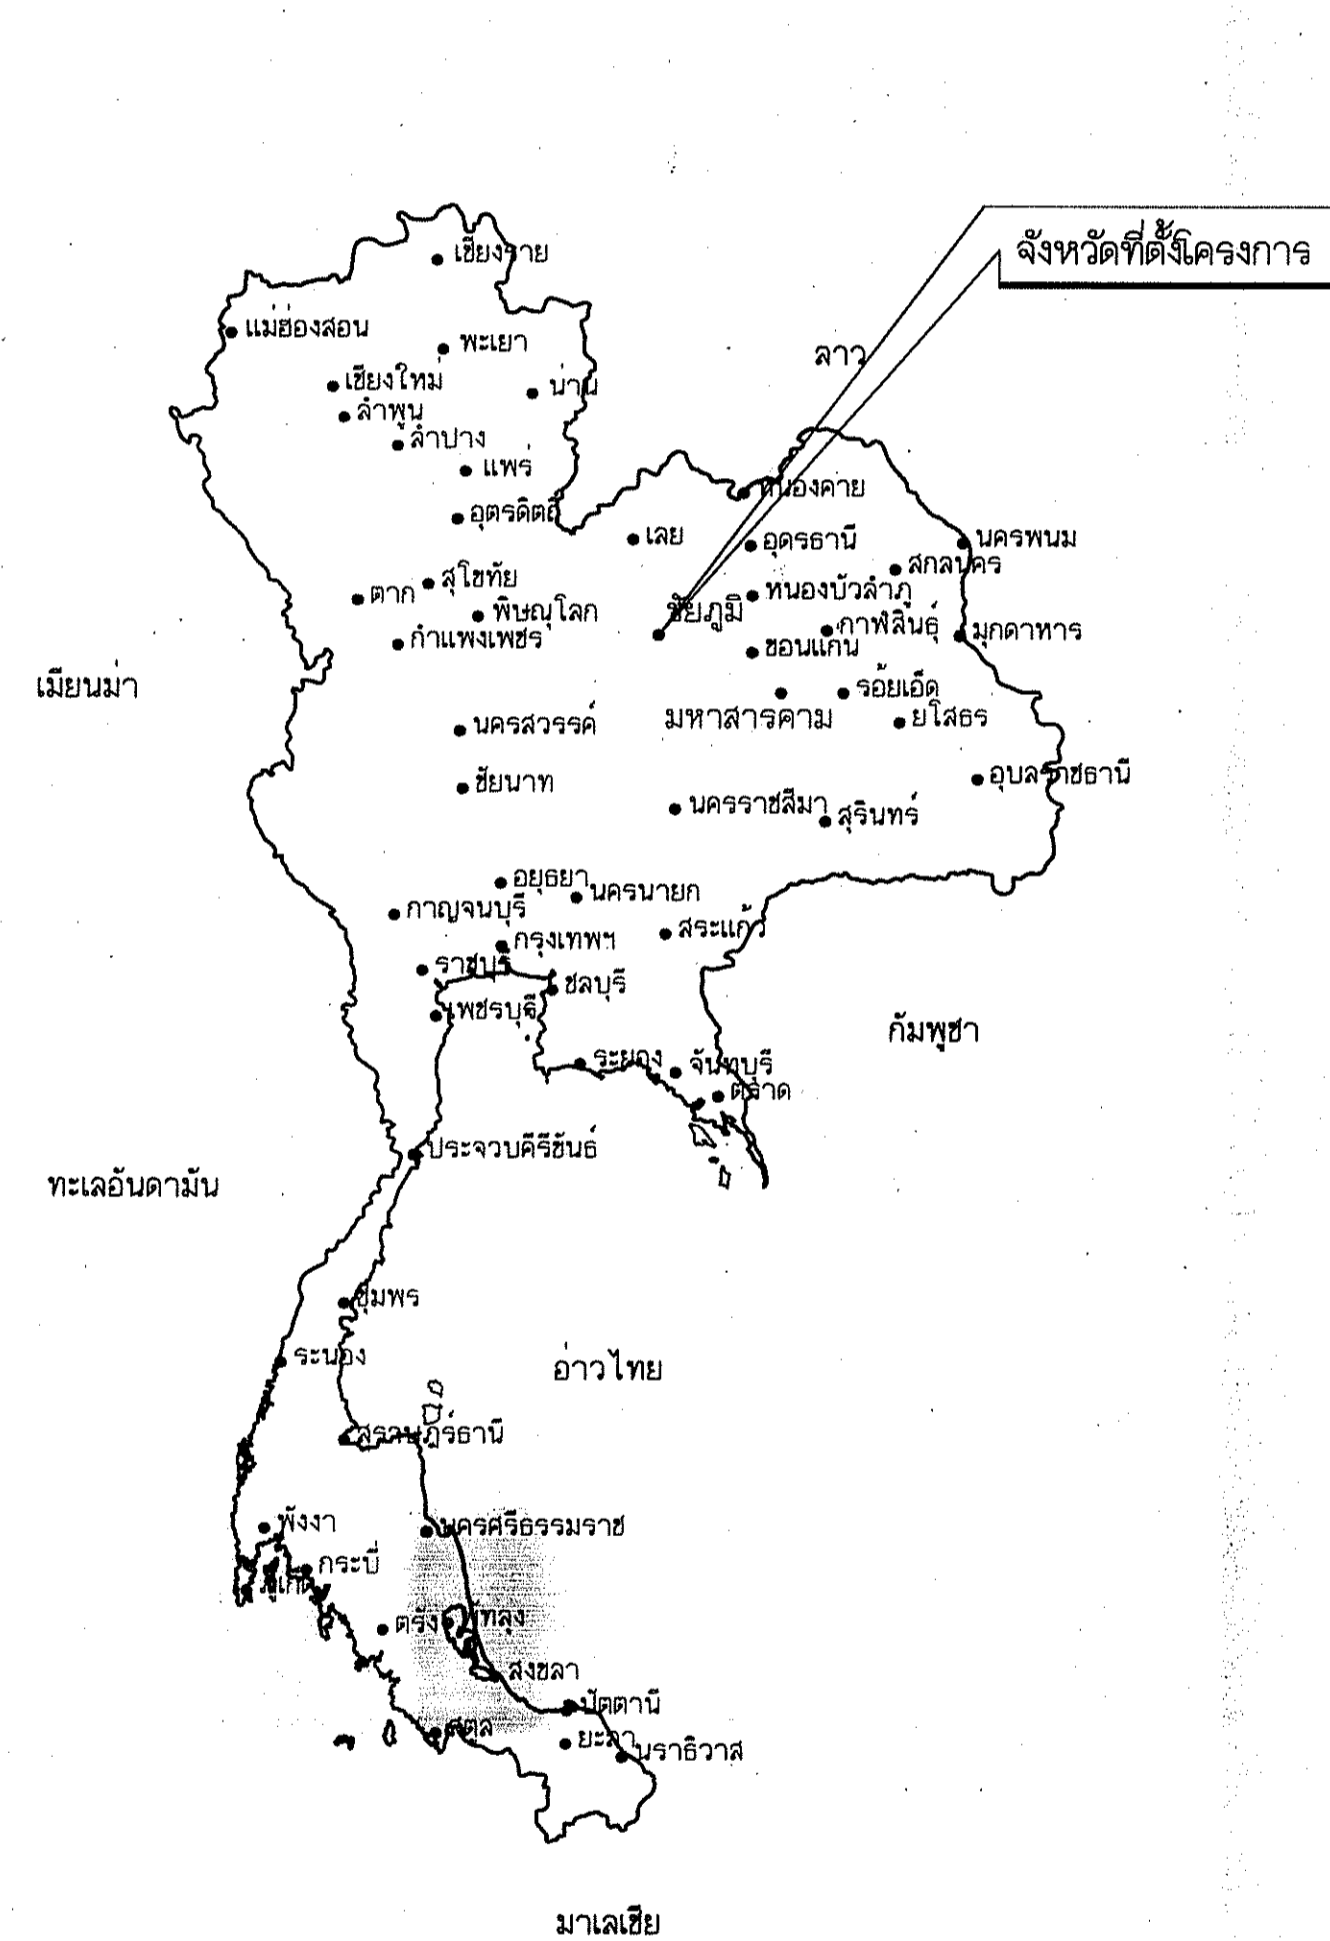 จังหวัดที่ตั้งโครงการ
เชียงราย
แม่ฮ่องสอน
พะเยา
ลาว
เชียงใหม่
น่าน
ลำพูน
ลำปาง
แพร่
หนองคาย
อุตรดิตถ์
เลย
อุดรธานี
นครพนม
สกลนคร
สุโขทัย
ตาก
หนองบัวลำภู
พิษณุโลก
ชัยภูมิ
กาฬสินธุ์
มุกดาหาร
กำแพงเพชร
ขอนแก่น
เมียนม่า
ร้อยเอ็ด
มหาสารคาม
ยโสธร
นครสวรรค์
อุบลราชธานี
ชัยนาท
นครราชสีมา
สุรินทร์
อยุธยา
นครนายก
กาญจนบุรี
สระแก้ว
กรุงเทพฯ
ราชบุรี
ชลบุรี
เพชรบุรี
กัมพูชา
ระยอง
จันทบุรี
ตราด
ประจวบคีรีขันธ์
ทะเลอันดามัน
ชุมพร
ระนอง
อ่าวไทย
สุราษฎร์ธานี
พังงา
นครศรีธรรมราช
กระบี่
ภูเก็ต
ตรัง
สงขลา
ปัตตานี
สตูล
ยะลา
นราธิวาส
มาเลเซีย